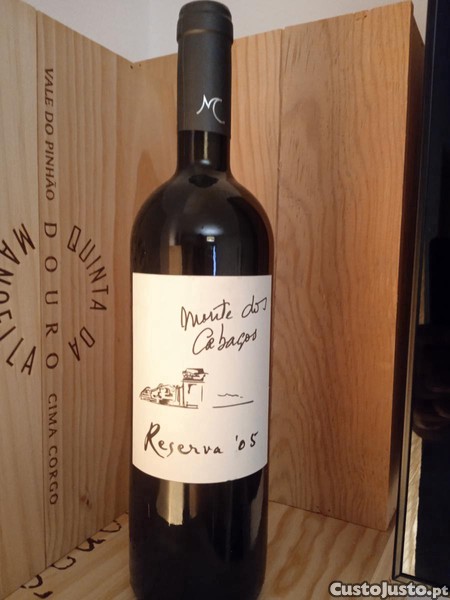 MC
Monte dos
Cabaços
Reserva '05
QUINTA DA
MANOELLA
VALE DO PINHÃO
DOURO
CIMA CORGO
CustoJusto.pt